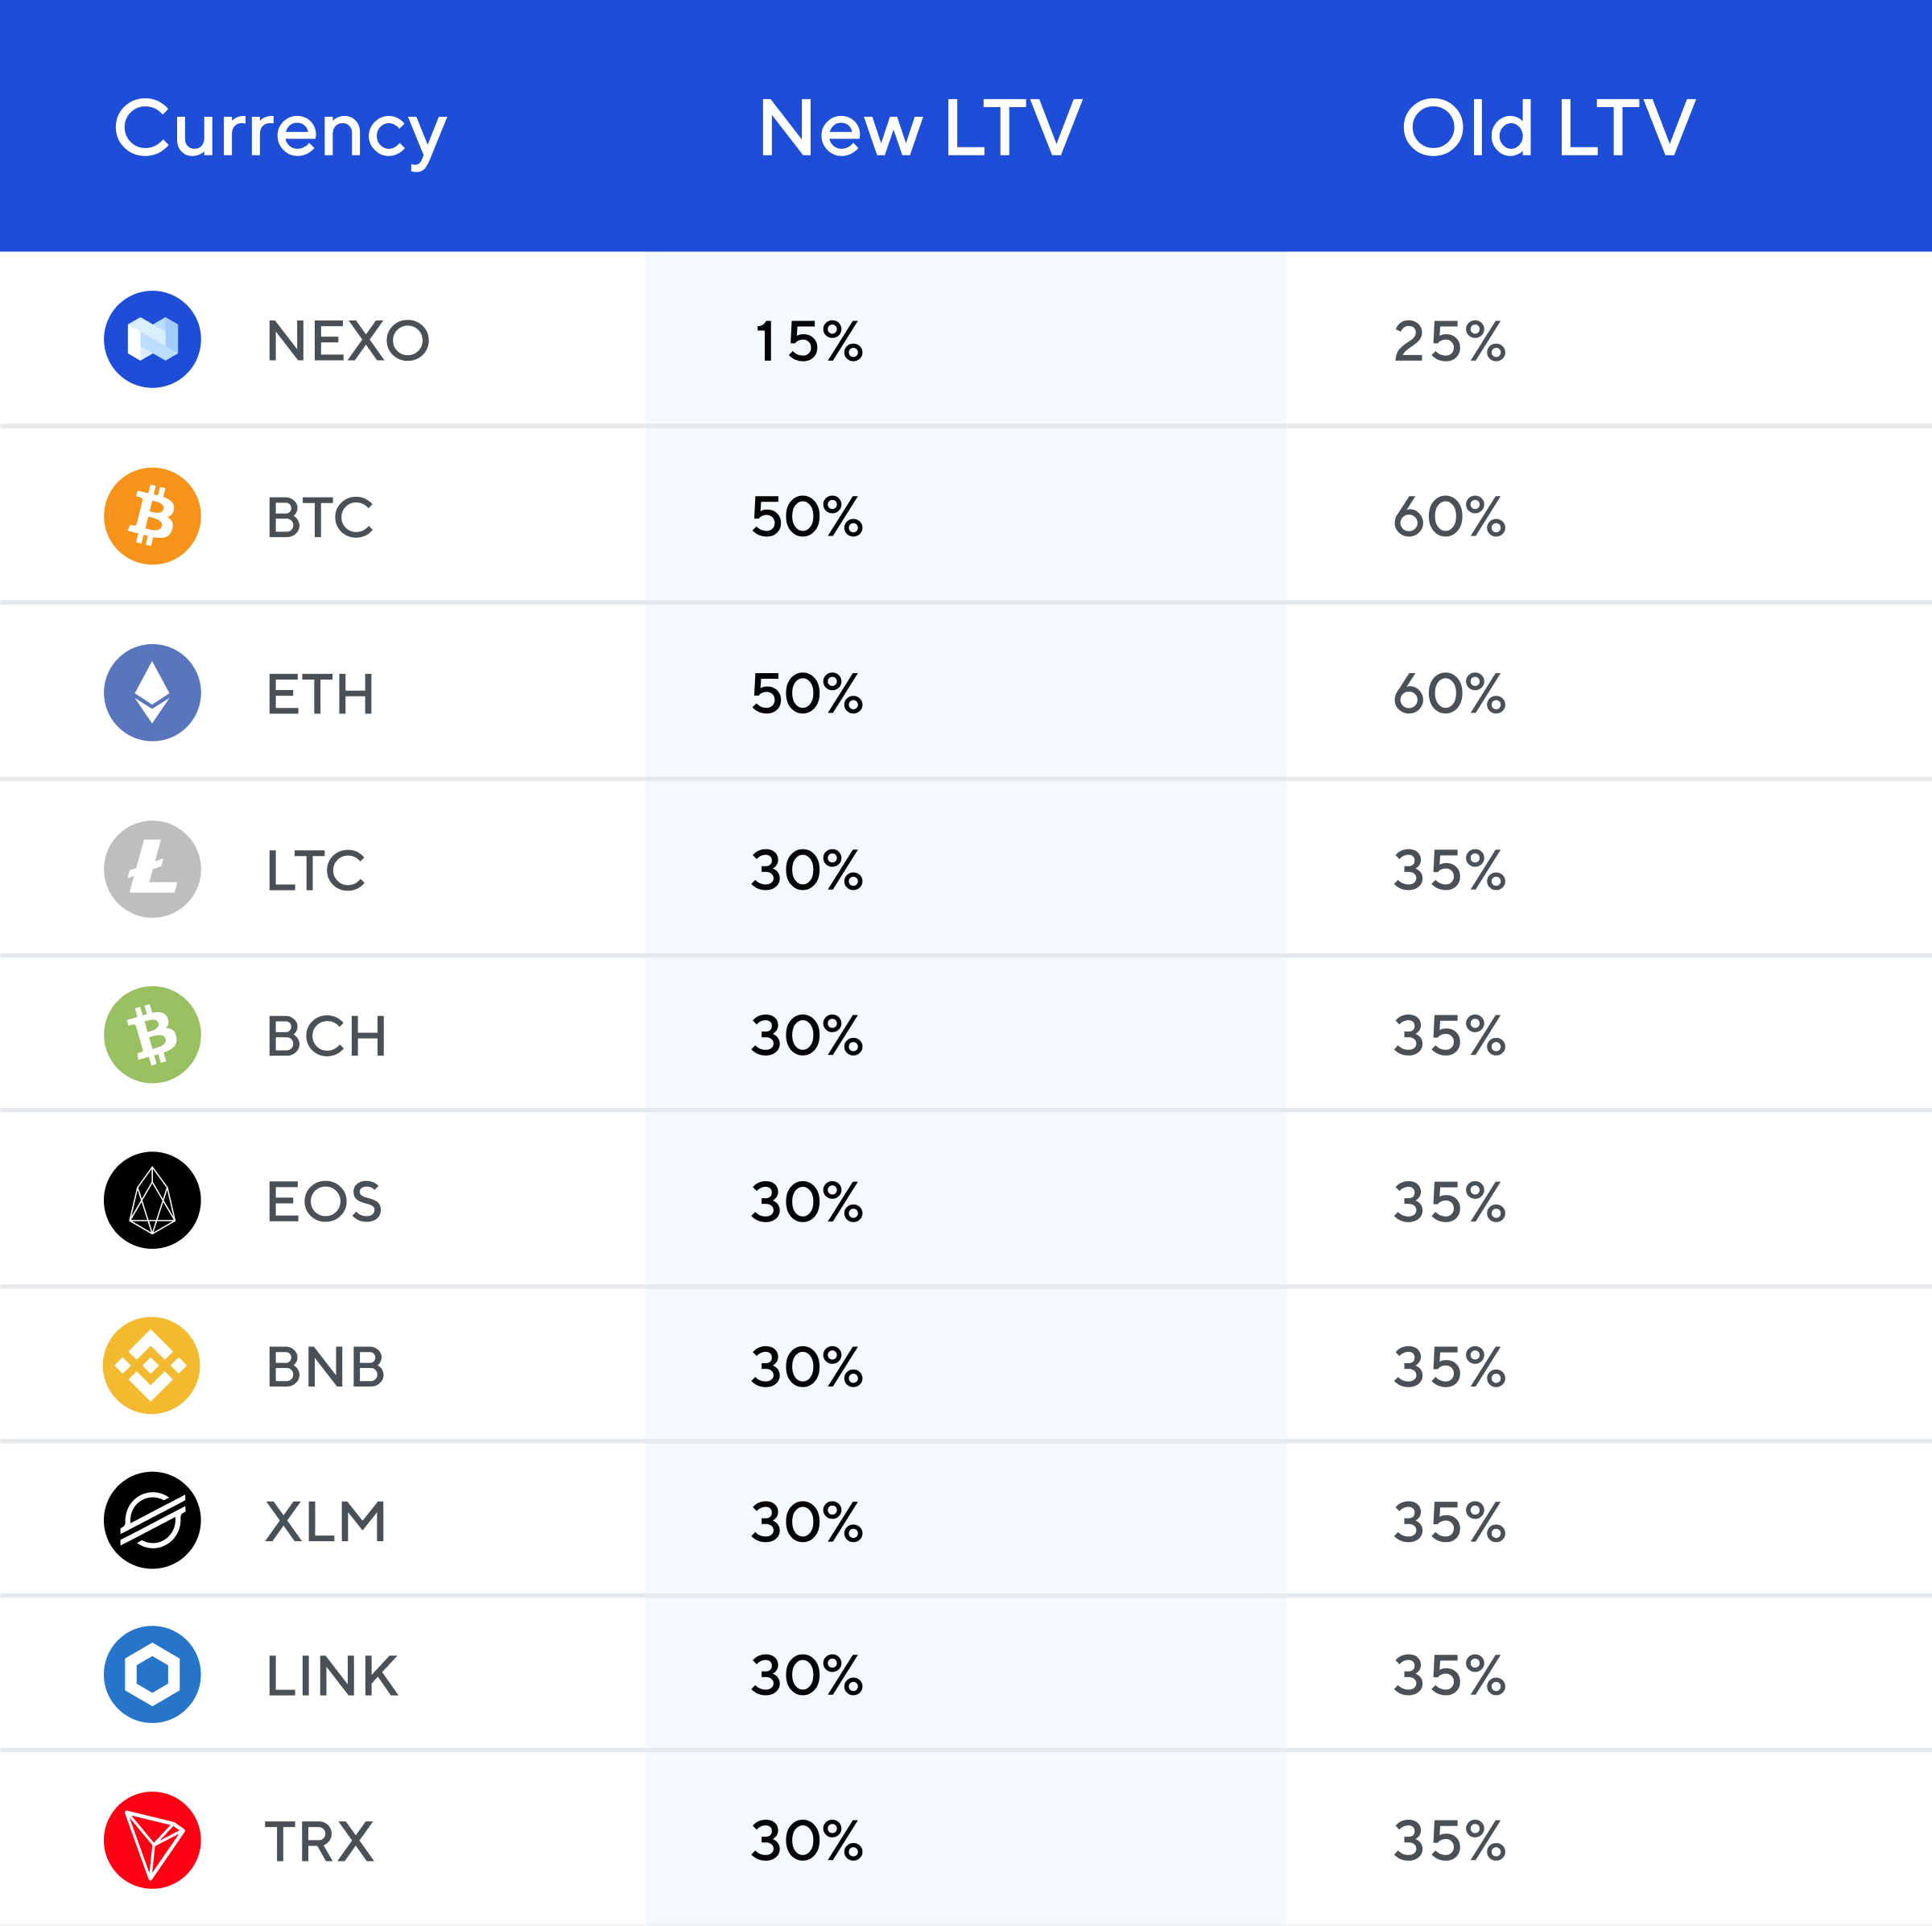 Currency New LTV Old LTV
NEXO 15% 25%
BTC 50% 60%
ETH 50% 60%
LTC 30% 35%
BCH 30% 35%
EOS 30% 35%
BNB 30% 35%
XLM 30% 35%
LINK 30% 35%
TRX 30% 35%